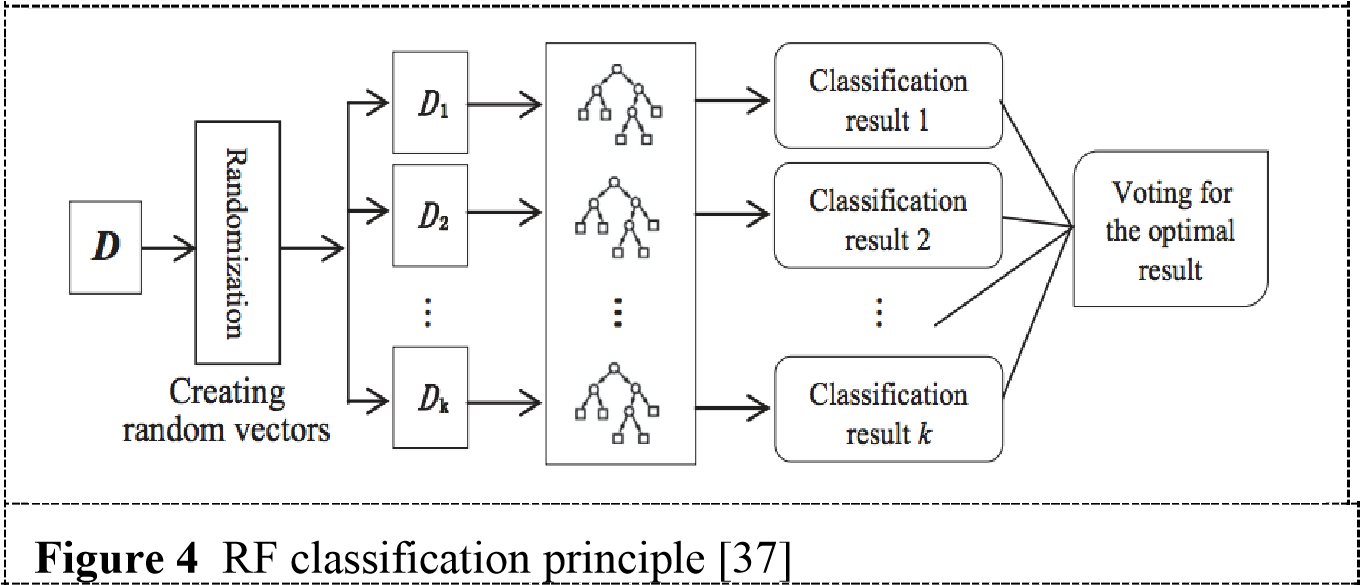 D
Randomization
Creating
random vectors
D1
D2
⋮
Dk
⋮
Classification
result 1
Classification
result 2
⋮
Classification
result k
Voting for
the optimal
result
Figure 4 RF classification principle [37]